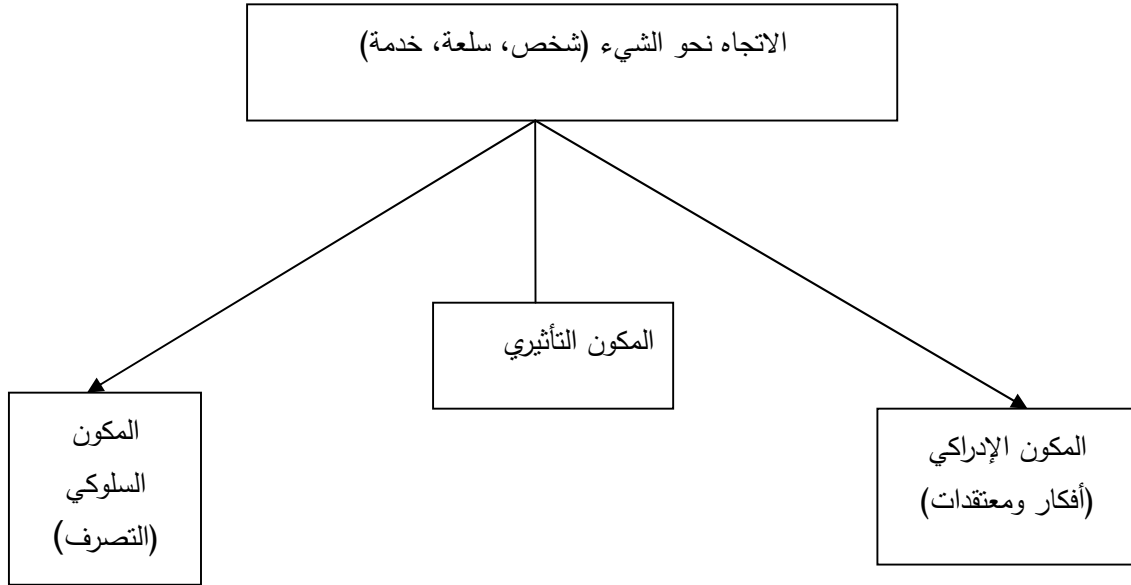 الاتجاه نحو الشيء (شخص، سلعة، خدمة)
المكون التأثيري
المكون الإدراكي
(أفكار ومعتقدات)
المكون
السلوكي
(التصرف)